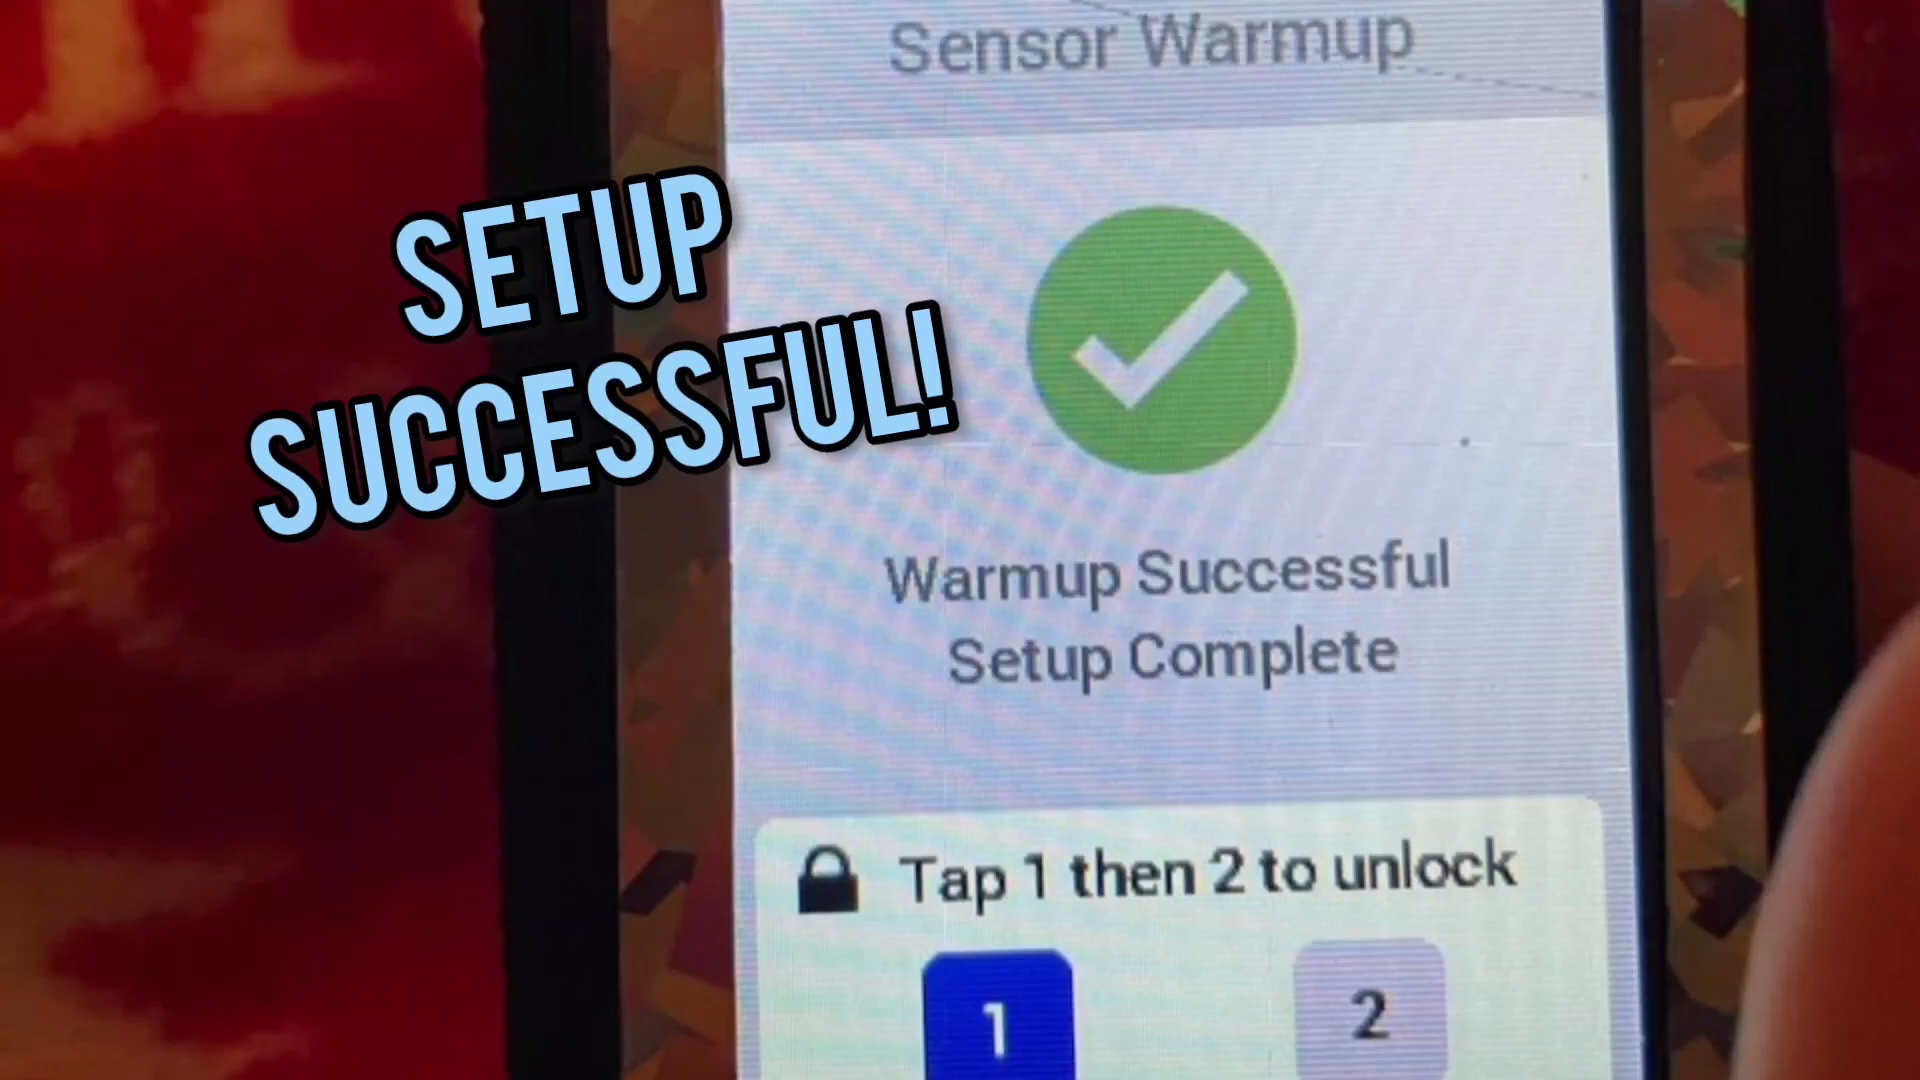 Sensor Warmup
SETUP
SUCCESSFUL!
Warmup Successful
Setup Complete
Tap 1 then 2 to unlock
1
2